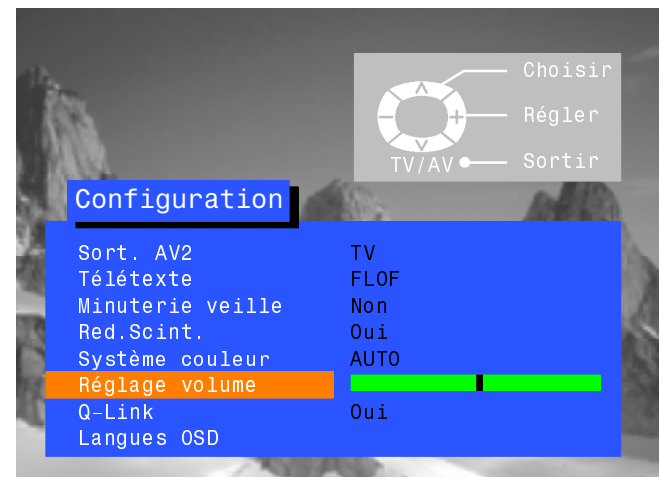 Choisir
Régler
TV/AV Sortir
Configuration
Sort. AV2 TV
Télétexte FLOF
Minuterie veille Non
Red.Scint. Oui
Système couleur AUTO
Réglage volume
Q-Link Oui
Langues OSD